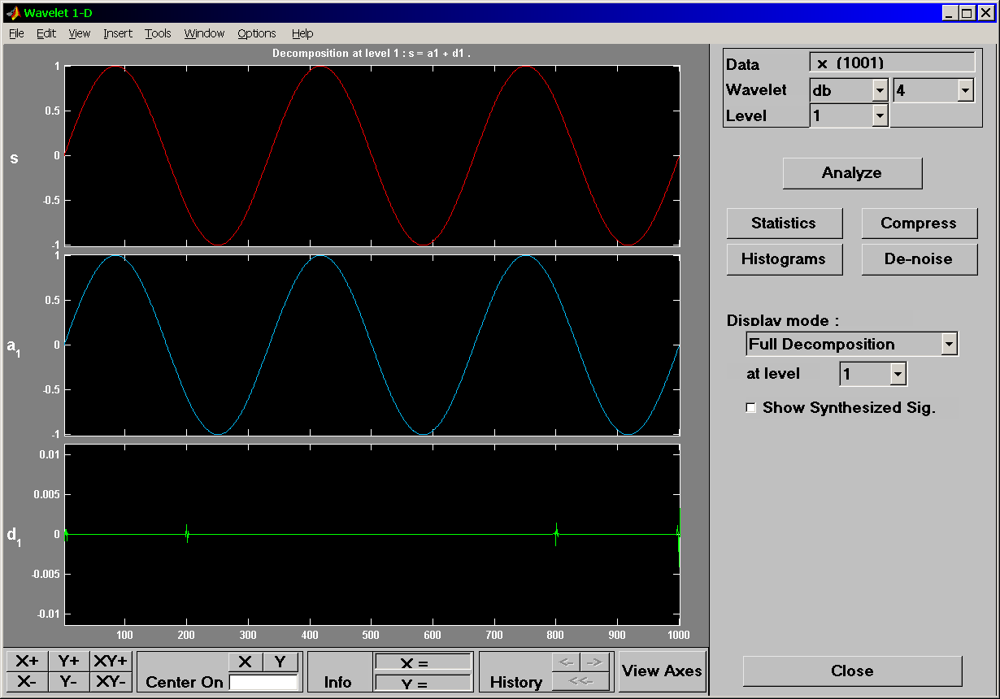 Wavelet 1-D
File Edit View Insert Tools Window Options Help
Decomposition at level 1 : s = a1 + d1 .
1
0.5
s
0
-0.5
-1
1
0.5
a1
0
-0.5
-1
0.01
0.005
d1
0
-0.005
-0.01
100 200 300 400 500 600 700 800 900 1000
Data x (1001)
Wavelet db 4
Level 1
Analyze
Statistics Compress
Histograms De-noise
Display mode :
Full Decomposition
at level 1
Show Synthesized Sig.
X+ Y+ XY+
X- Y- XY-
X Y
Center On
Info
X =
Y =
History
<- ->
<<-
View Axes
Close